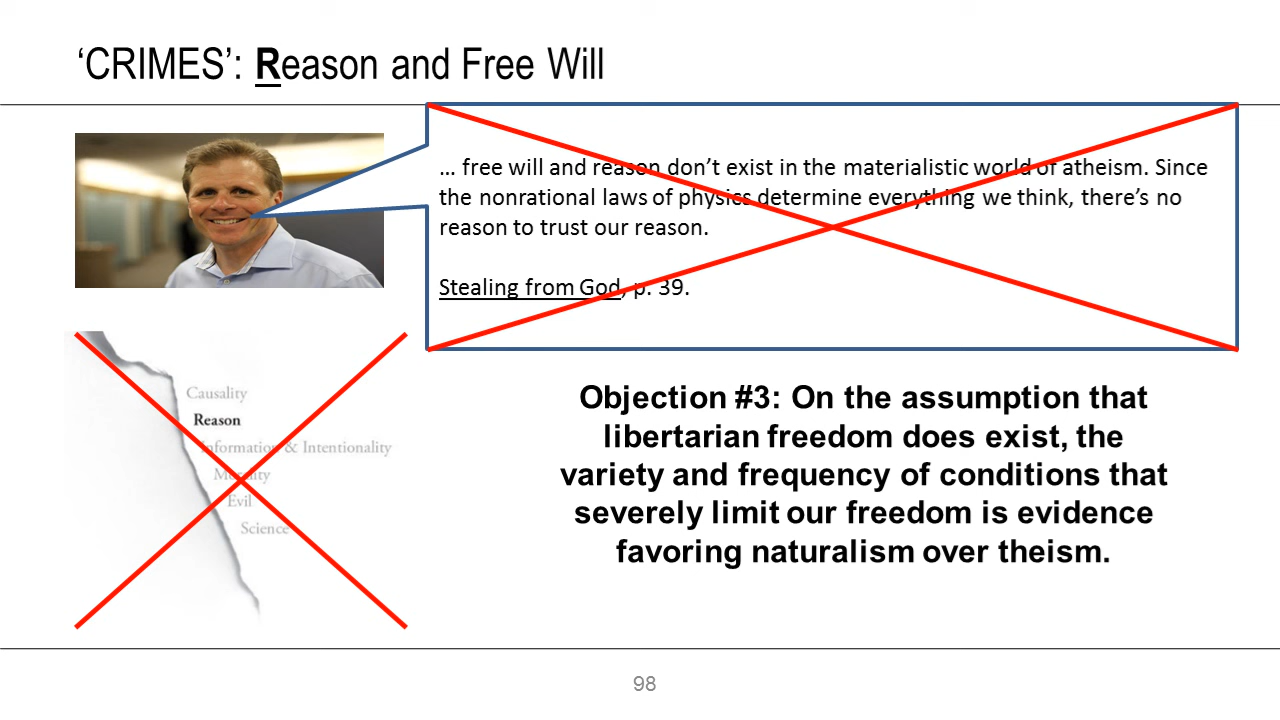 ‘CRIMES’: Reason and Free Will
… free will and reason don’t exist in the materialistic world of atheism. Since
the nonrational laws of physics determine everything we think, there’s no
reason to trust our reason.
Stealing from God, p. 39.
Causality
Reason
Information & Intentionality
Morality
Evil
Science
Objection #3: On the assumption that
libertarian freedom does exist, the
variety and frequency of conditions that
severely limit our freedom is evidence
favoring naturalism over theism.
98